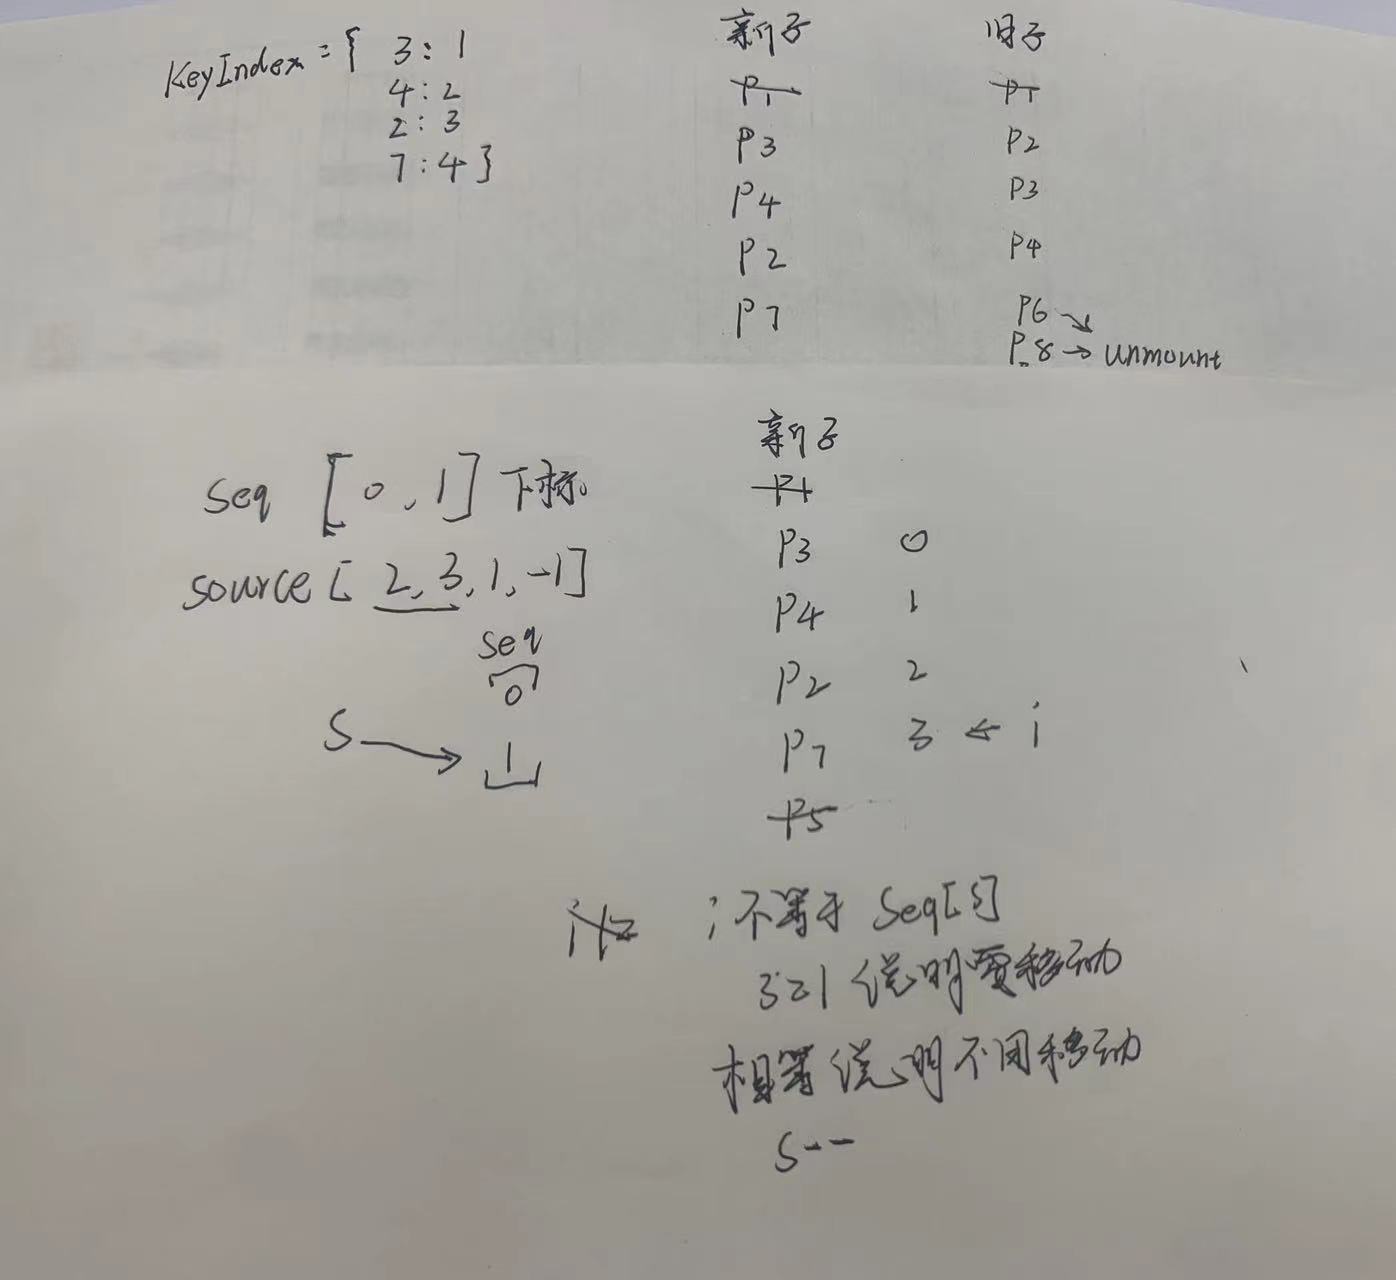 KeyIndex = { 3 : 1
4 : 2
2 : 3
7 : 4 }
新子
P1
P3
P4
P2
P7
旧子
P1
P2
P3
P4
P6 ↘
P8 → unmount
seq [0, 1] 下标。
source [2, 3, 1, -1]
seq
0
S → 1
新子
P1
P3 0
P4 1
P2 2
P7 3 ← i
P5
i不等于 Seq[s]
说明要移动
相等说明不用移动
S--